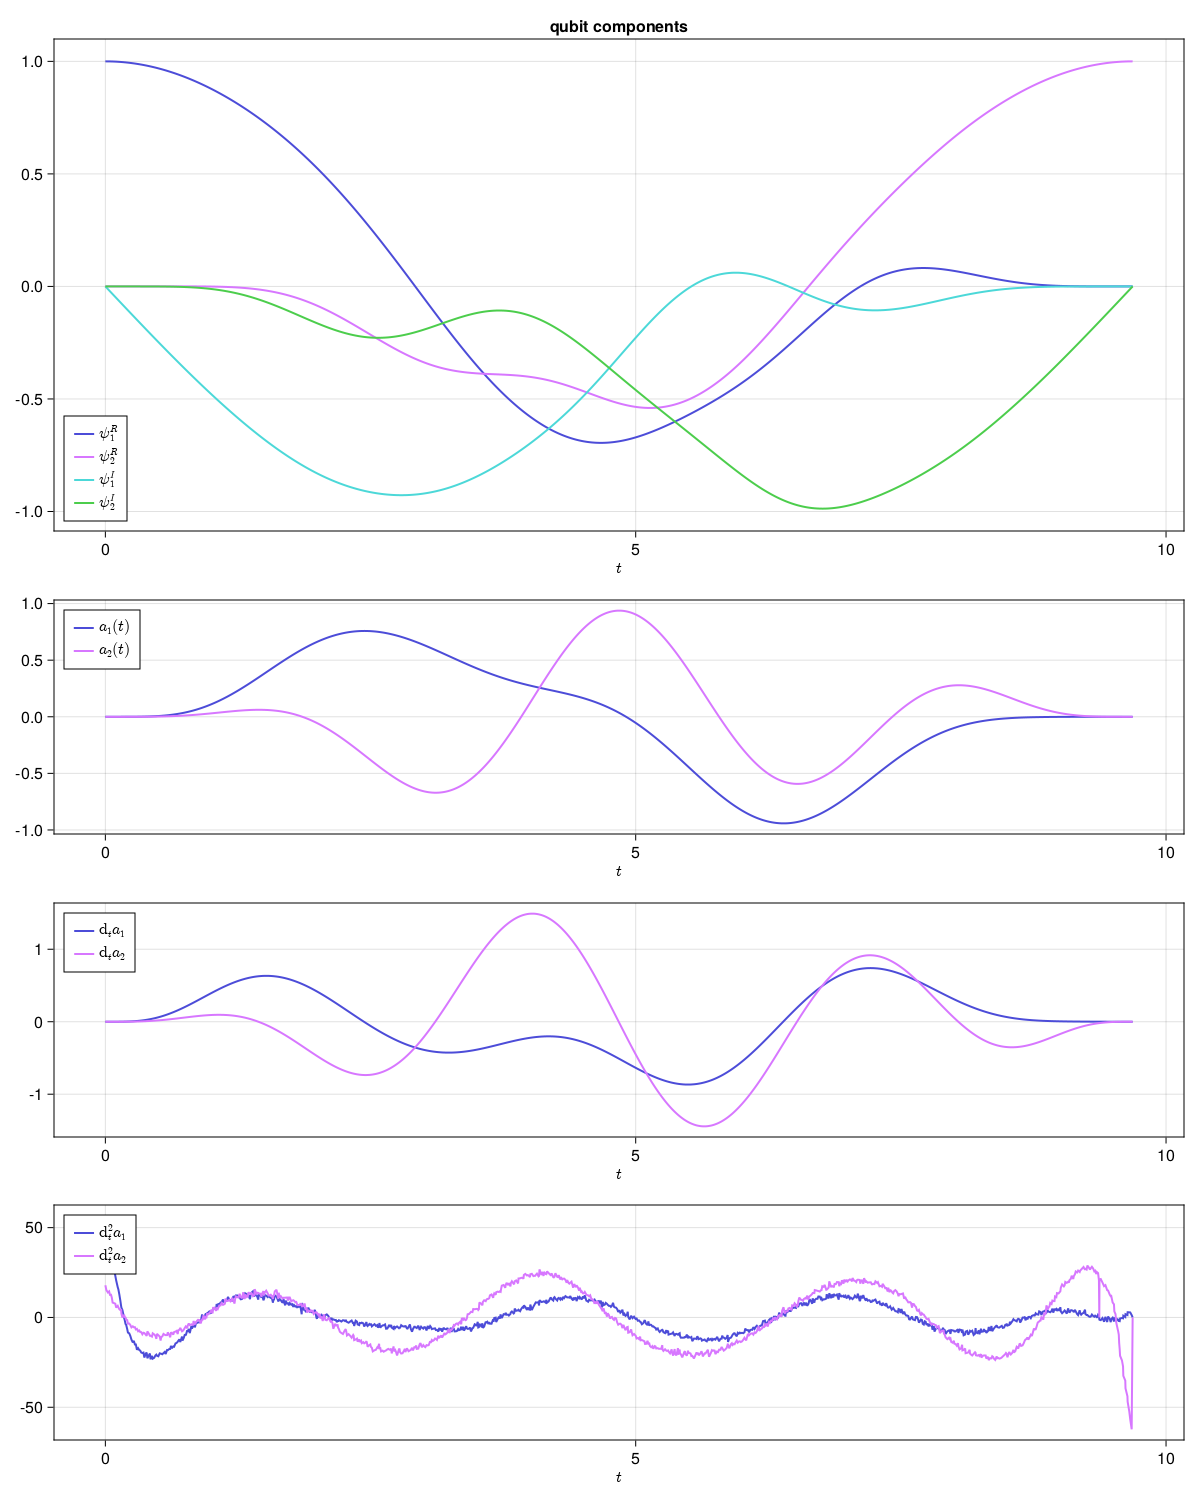 qubit components
1.0
0.5
0.0
-0.5
-1.0
ψ₁ᴿ
ψ₂ᴿ
ψ₁ᴵ
ψ₂ᴵ
0 5 10
t
1.0
0.5
0.0
-0.5
-1.0
a₁(t)
a₂(t)
0 5 10
t
1
0
-1
dₜa₁
dₜa₂
0 5 10
t
50
0
-50
d²ₜa₁
d²ₜa₂
0 5 10
t